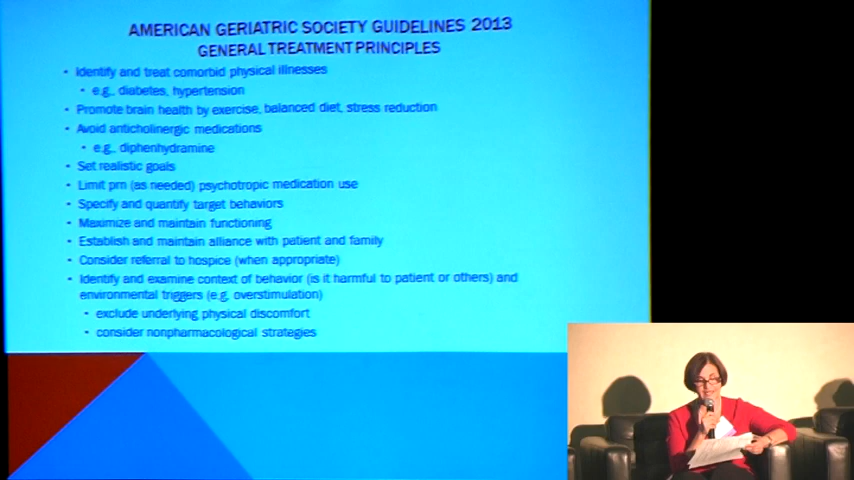 AMERICAN GERIATRIC SOCIETY GUIDELINES 2013
GENERAL TREATMENT PRINCIPLES
• Identify and treat comorbid physical illnesses
• e.g., diabetes, hypertension
• Promote brain health by exercise, balanced diet, stress reduction
• Avoid anticholinergic medications
• e.g., diphenhydramine
• Set realistic goals
• Limit prn (as needed) psychotropic medication use
• Specify and quantify target behaviors
• Maximize and maintain functioning
• Establish and maintain alliance with patient and family
• Consider referral to hospice (when appropriate)
• Identify and examine context of behavior (is it harmful to patient or others) and
environmental triggers (e.g. overstimulation)
• exclude underlying physical discomfort
• consider nonpharmacological strategies